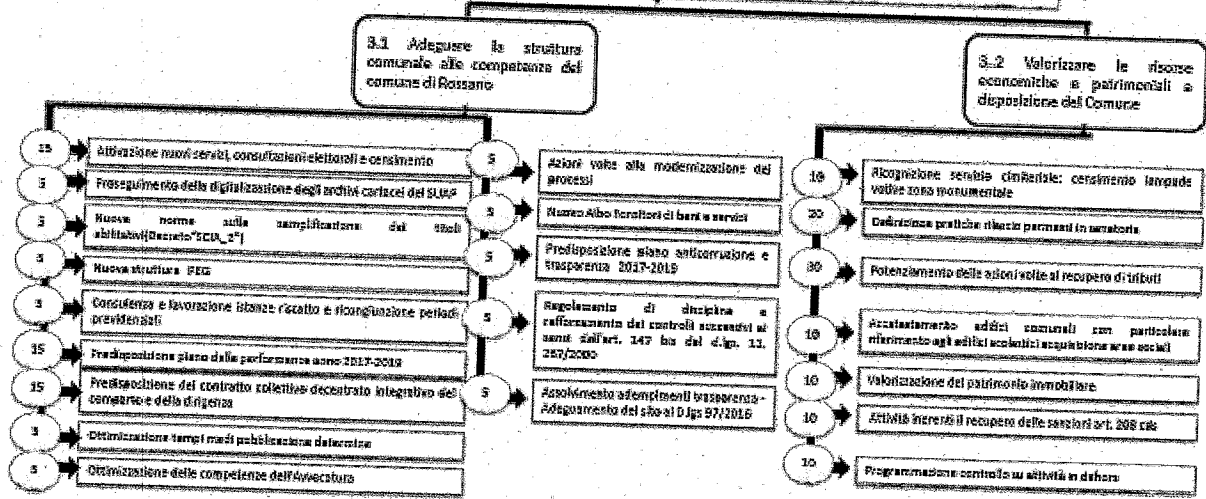 3.1 Adeguare la struttura
comunale alle competenze del
comune di Rossano
3.2 Valorizzare le risorse
economiche e patrimoniali a
disposizione del Comune
15
Attivazione nuovi servizi, consultazioni elettorali e censimento
5
Proseguimento della digitalizzazione degli archivi cartacei del SUAP
5
Nuove norme sulla semplificazione dei titoli
abilitativi(Decreto"SCIA_2")
5
Nuova struttura PEG
5
Consulenza e lavorazione istanze riscatto e ricongiunzione periodi
previdenziali
15
Predisposizione piano della performance anno 2017-2019
15
Predisposizione del contratto collettivo decentrato integrativo del
comparto e della dirigenza
5
Ottimizzazione tempi medi pubblicazione determine
5
Ottimizzazione delle competenze dell'Avvocatura
5
Azioni volte alla modernizzazione dei
processi
5
Nuovo Albo fornitori di beni e servizi
5
Predisposizione piano anticorruzione e
trasparenza 2017-2019
5
Regolamento di disciplina e
rafforzamento dei controlli successivi ai
sensi dell'art. 147 bis del d.lgs. 
267/2000
5
Assolvimento adempimenti trasparenza -
Adeguamento del sito al D.lgs 97/2016
10
Ricognizione servizio cimiteriale: censimento lampade
votive zona monumentale
20
Definizione pratiche rilascio permessi in sanatoria
30
Potenziamento delle azioni volte al recupero di tributi
10
Accatastamento edifici comunali con particolare
riferimento agli edifici scolastici acquisizione aree
10
Valorizzazione del patrimonio immobiliare
10
Attività inerenti il recupero delle sanzioni art. 208 cds
10
Programmazione controllo su attività in dehors